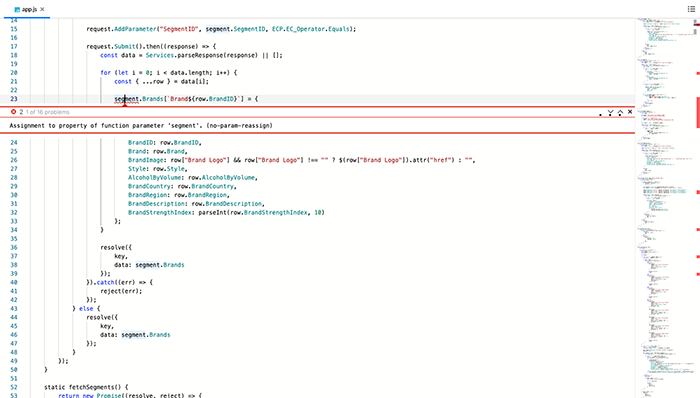 app.js
14
15 request.AddParameter("SegmentID", segment.SegmentID, ECP.EC_Operator.Equals);
16
17 request.Submit().then((response) => {
18 const data = Services.parseResponse(response) || [];
19
20 for (let i = 0; i < data.length; i++) {
21 const { ...row } = data[i];
22
23 segment.Brands[`Brand${row.BrandID}`] = {
2 1 of 16 problems
Assignment to property of function parameter 'segment'. (no-param-reassign)
24 BrandID: row.BrandID,
25 Brand: row.Brand,
26 BrandImage: row["Brand Logo"] && row["Brand Logo"] !== "" ? $(row["Brand Logo"]).attr("href") : "",
27 Style: row.Style,
28 AlcoholByVolume: row.AlcoholByVolume,
29 BrandCountry: row.BrandCountry,
30 BrandRegion: row.BrandRegion,
31 BrandDescription: row.BrandDescription,
32 BrandStrengthIndex: parseInt(row.BrandStrengthIndex, 10)
33 };
34 }
35
36 resolve({
37 key,
38 data: segment.Brands
39 });
40 }).catch((err) => {
41 reject(err);
42 });
43 } else {
44 resolve({
45 key,
46 data: segment.Brands
47 });
48 }
49 });
50 }
51
52 static fetchSegments() {
53 return new Promise((resolve, reject) => {